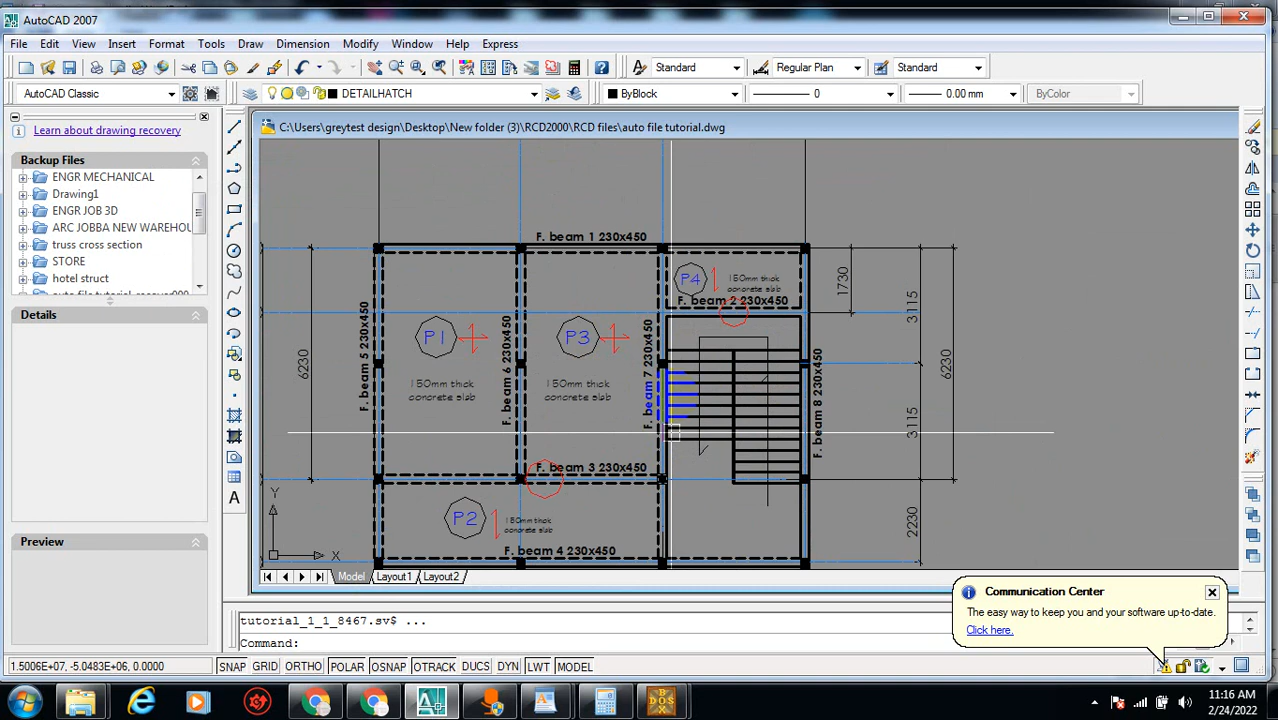 AutoCAD 2007
File Edit View Insert Format Tools Draw Dimension Modify Window Help Express
Standard Regular Plan Standard
AutoCAD Classic DETAILHATCH ByBlock 0 0.00 mm ByColor
Learn about drawing recovery
Backup Files
ENGR MECHANICAL
Drawing1
ENGR JOB 3D
ARC JOBBA NEW WAREHOU
truss cross section
STORE
hotel struct
Details
Preview
C:\Users\greytest design\Desktop\New folder (3)\RCD2000\RCD files\auto file tutorial.dwg
F. beam 1 230x450
P4
150mm thick
concrete slab
F. beam 2 230x450
1730
3115
6230
F. beam 5 230x450
P1
F. beam 6 230x450
P3
F. beam 7 230x450
F. beam 8 230x450
6230
150mm thick
concrete slab
150mm thick
concrete slab
3115
F. beam 3 230x450
P2
150mm thick
concrete slab
2230
F. beam 4 230x450
Y
X
Model Layout1 Layout2
tutorial_1_1_8467.sv$ ...
Command:
Communication Center
The easy way to keep you and your software up-to-date.
Click here.
1.5006E+07, -5.0483E+06, 0.0000 SNAP GRID ORTHO POLAR OSNAP OTRACK DUCS DYN LWT MODEL
BOX
DOS
11:16 AM
2/24/2022